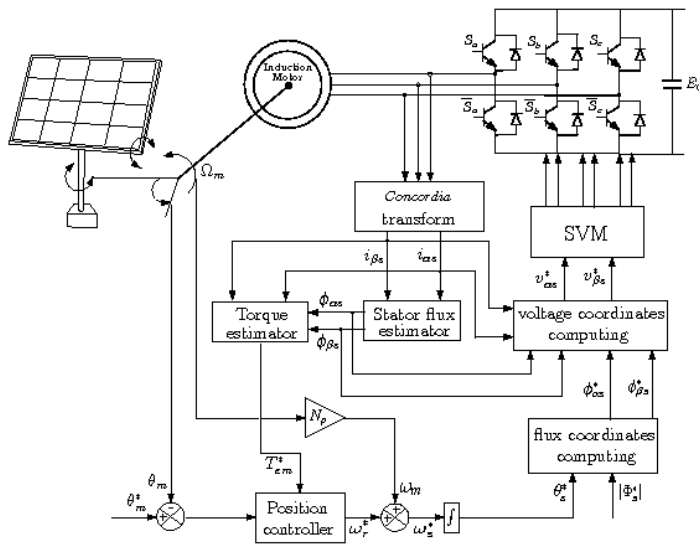 Induction
Motor
S_a
S_b
S_c
S̅_a
S̅_b
S̅_c
Ω_m
Concordia
transform
SVM
i_βs
i_αs
v*_αs
v*_βs
Torque
estimator
ϕ_αs
ϕ_βs
Stator flux
estimator
voltage coordinates
computing
ϕ*_αs
ϕ*_βs
N_p
flux coordinates
computing
T*_em
θ_m
θ*_m
ω_m
θ*_s
|Φ*_s|
Position
controller
ω*_r
ω*_s
∫